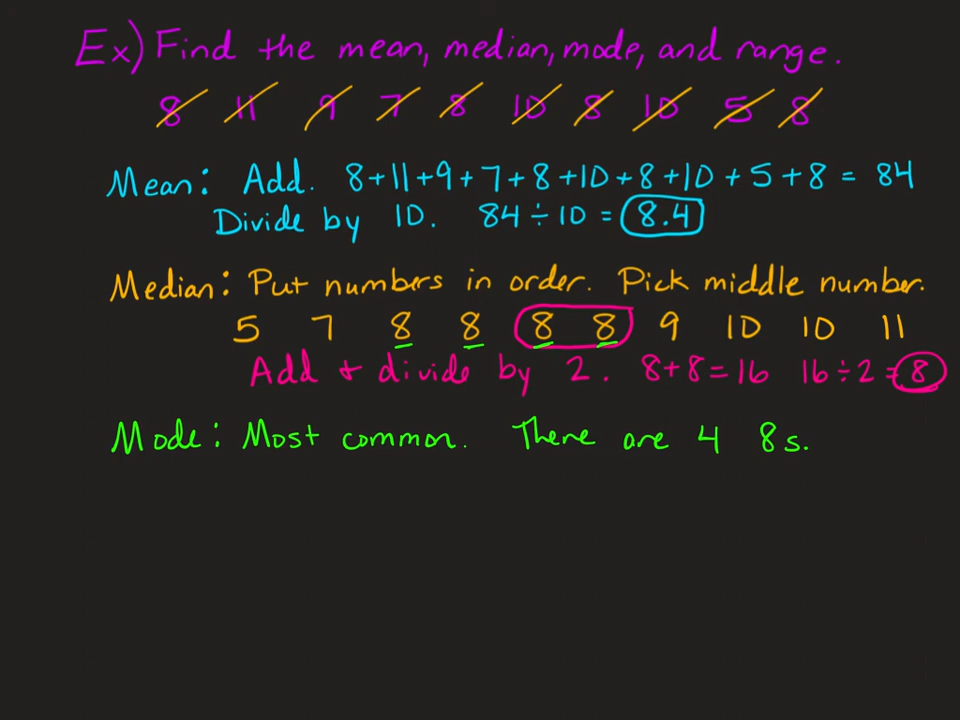 Ex) Find the mean, median, mode, and range.
8 11 9 7 8 10 8 10 5 8
Mean: Add. 8+11+9+7+8+10+8+10+5+8 = 84
Divide by 10. 84 ÷ 10 = 8.4
Median: Put numbers in order. Pick middle number.
5 7 8 8 8 8 9 10 10 11
Add & divide by 2. 8+8=16 16÷2=8
Mode: Most common. There are 4 8s.